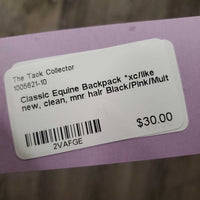 The Tack Collector
1005621-10
Classic Equine Backpack *xc/like
new, clean, mnr hair Black/Pink/Mult
$30.00
2VAFGE